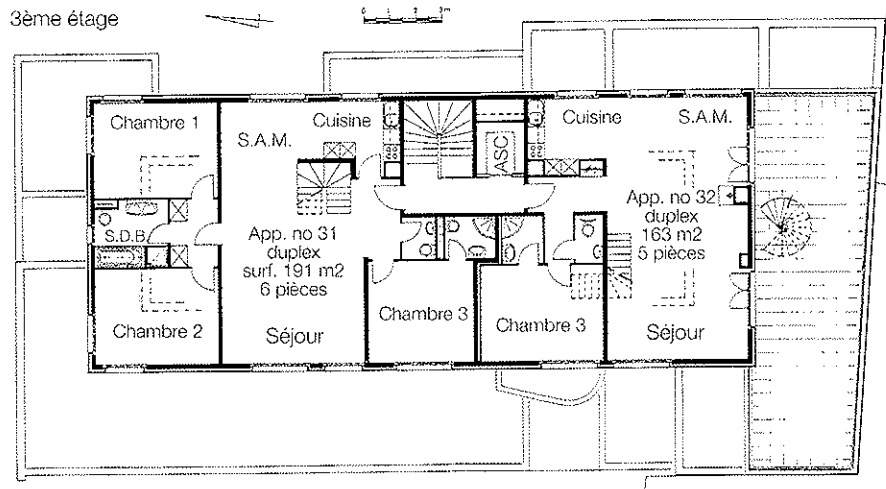 3ème étage
0 1 2 3m
Chambre 1
S.A.M.
Cuisine
ASC
Cuisine
S.A.M.
S.D.B.
App. no 31
duplex
surf. 191 m2
6 pièces
App. no 32
duplex
163 m2
5 pièces
Chambre 2
Séjour
Chambre 3
Chambre 3
Séjour